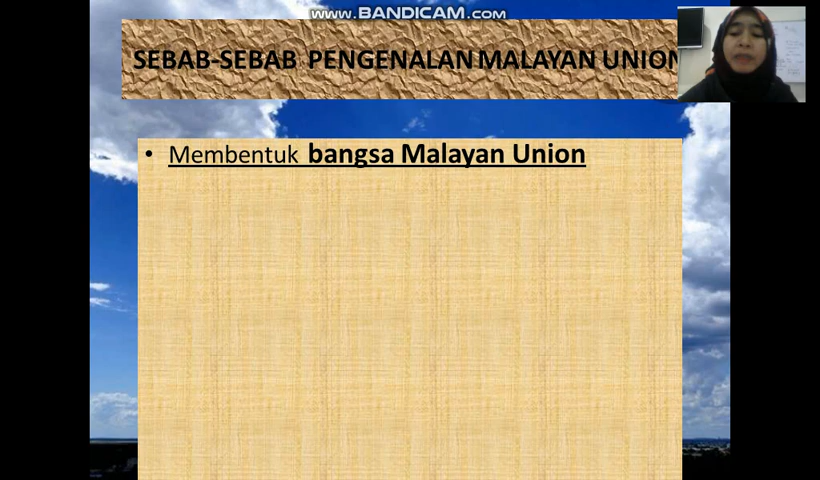 www.BANDICAM.com
SEBAB-SEBAB PENGENALAN MALAYAN UNION
• Membentuk bangsa Malayan Union